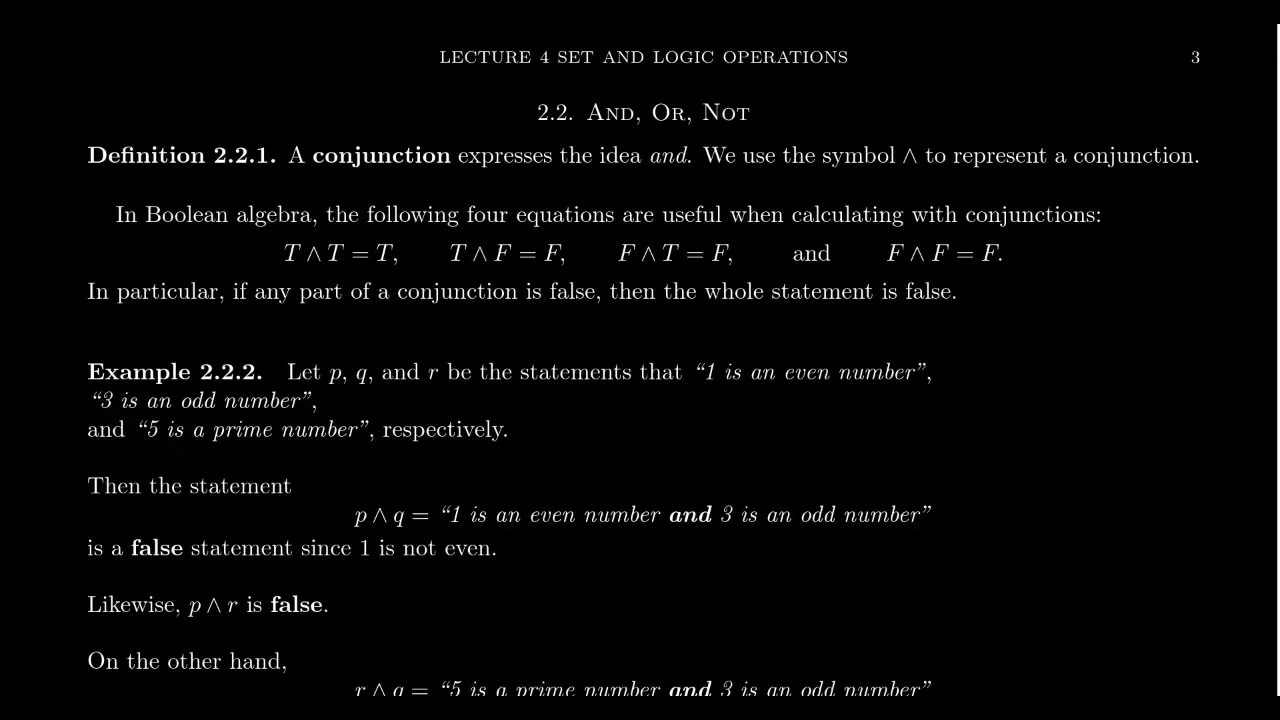 LECTURE 4 SET AND LOGIC OPERATIONS 3
2.2. And, Or, Not
Definition 2.2.1. A conjunction expresses the idea and. We use the symbol ∧ to represent a conjunction.
In Boolean algebra, the following four equations are useful when calculating with conjunctions:
T ∧ T = T, T ∧ F = F, F ∧ T = F, and F ∧ F = F.
In particular, if any part of a conjunction is false, then the whole statement is false.
Example 2.2.2. Let p, q, and r be the statements that “1 is an even number”,
“3 is an odd number”,
and “5 is a prime number”, respectively.
Then the statement
p ∧ q = “1 is an even number and 3 is an odd number”
is a false statement since 1 is not even.
Likewise, p ∧ r is false.
On the other hand,
r ∧ q = “5 is a prime number and 3 is an odd number”